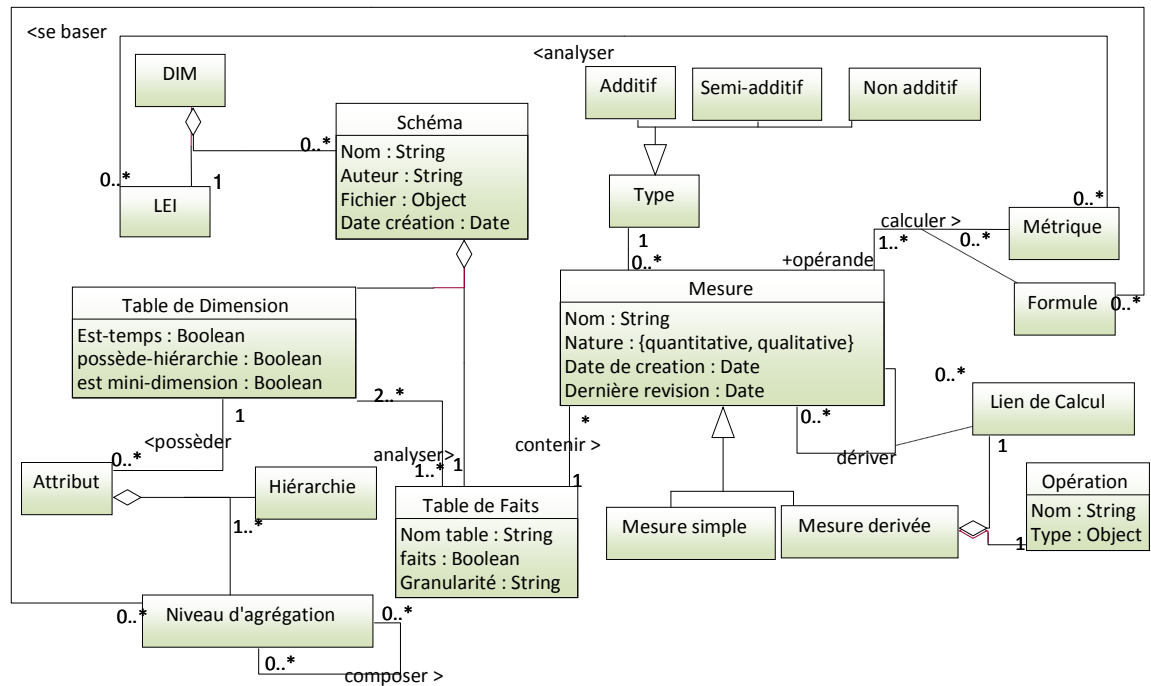 <se baser
<analyser
DIM
Additif
Semi-additif
Non additif
Schéma
Nom : String
Auteur : String
Fichier : Object
Date création : Date
0..*
0..*
1
LEI
Type
1
0..*
+opérande
calculer >
1..*
0..*
0..*
Métrique
Formule
0..*
Table de Dimension
Est-temps : Boolean
possède-hiérarchie : Boolean
est mini-dimension : Boolean
Mesure
Nom : String
Nature : {quantitative, qualitative}
Date de creation : Date
Dernière revision : Date
0..*
Lien de Calcul
1
2..*
<possèder
0..*
analyser>
1..*
1
*
contenir >
1
0..*
dériver
1
Attribut
Hiérarchie
1..*
Table de Faits
Nom table : String
faits : Boolean
Granularité : String
Mesure simple
Mesure derivée
Opération
Nom : String
Type : Object
1
Niveau d'agrégation
0..*
0..*
0..*
composer >